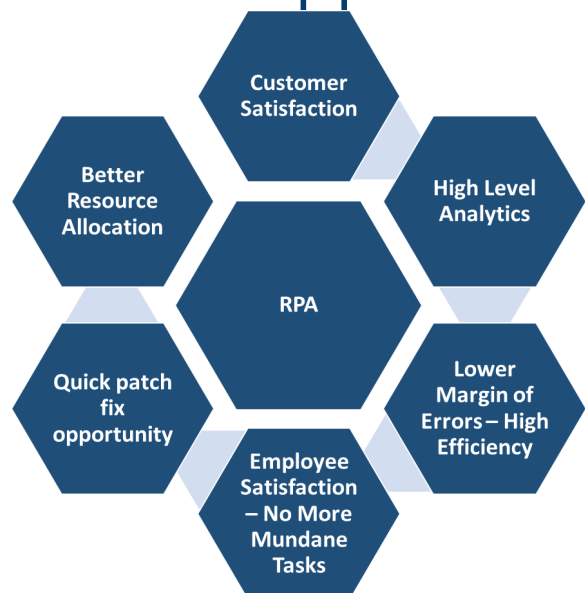 Customer
Satisfaction
High Level
Analytics
Lower
Margin of
Errors – High
Efficiency
Employee
Satisfaction
– No More
Mundane
Tasks
Quick patch
fix
opportunity
Better
Resource
Allocation
RPA